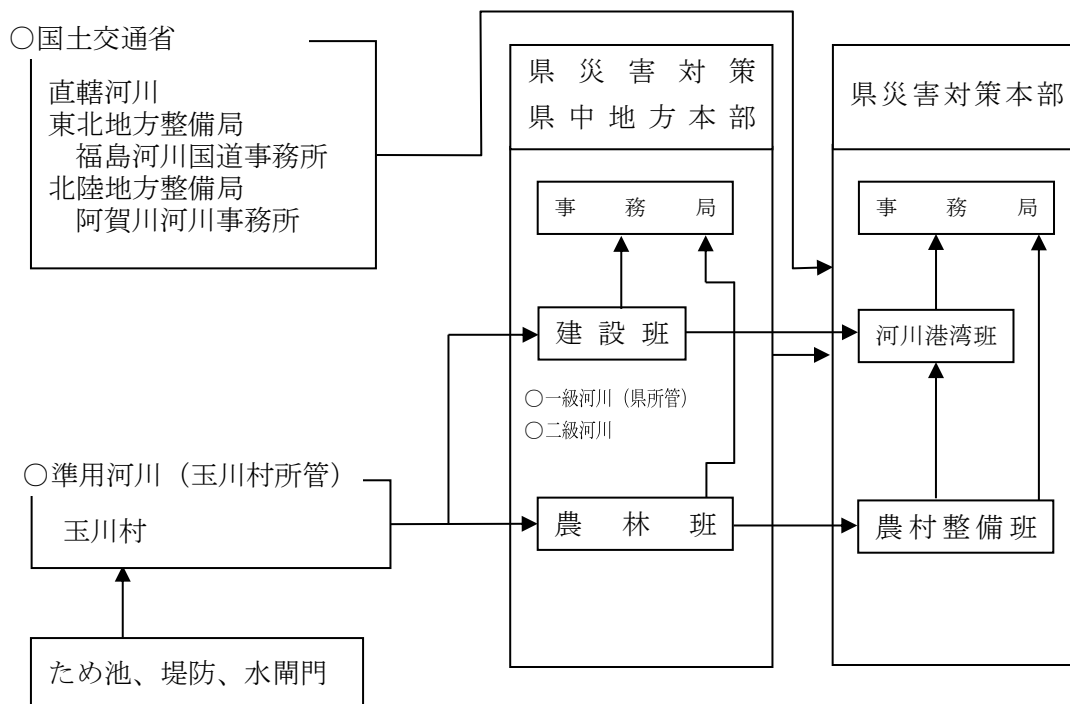 ○国土交通省
直轄河川
東北地方整備局
福島河川国道事務所
北陸地方整備局
阿賀川河川事務所
県災害対策
県中地方本部
県災害対策本部
事務局
事務局
建設班
河川港湾班
○一級河川（県所管）
○二級河川
○準用河川（玉川村所管）
玉川村
農林班
農村整備班
ため池、堤防、水閘門